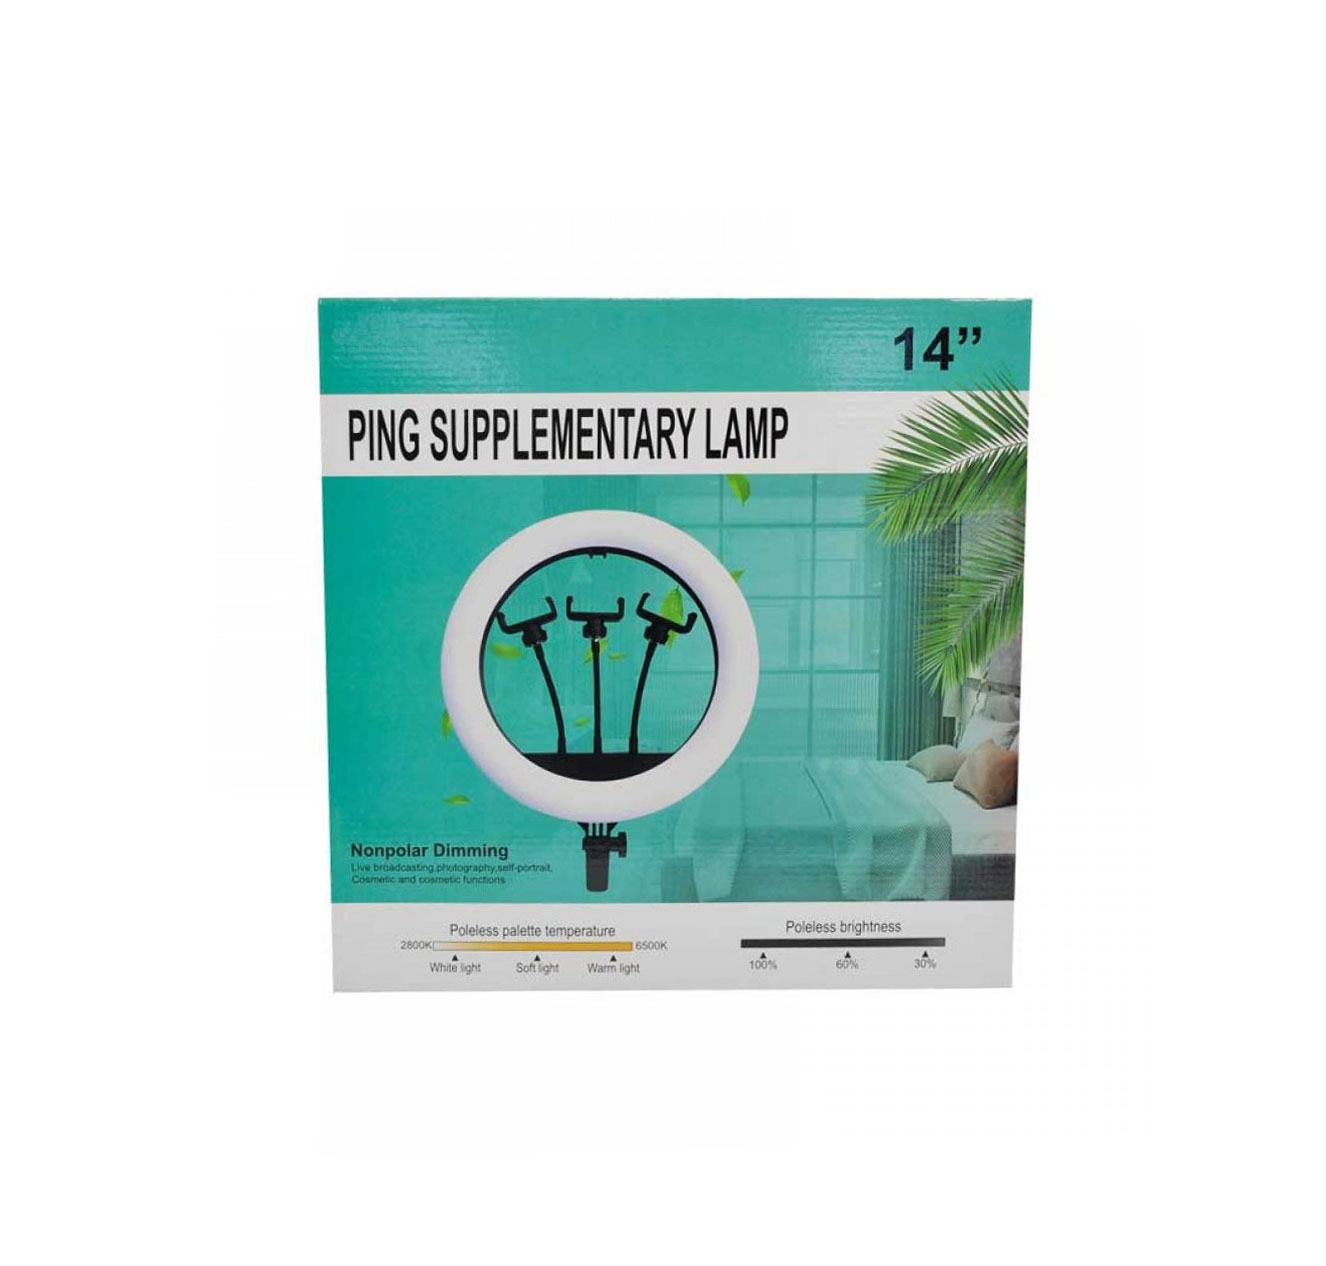 14”
PING SUPPLEMENTARY LAMP
Nonpolar Dimming
Live broadcasting,photography,self-portrait,
Cosmetic and cosmetic functions
Poleless palette temperature
2800K 6500K
White light Soft light Warm light
Poleless brightness
100% 60% 30%